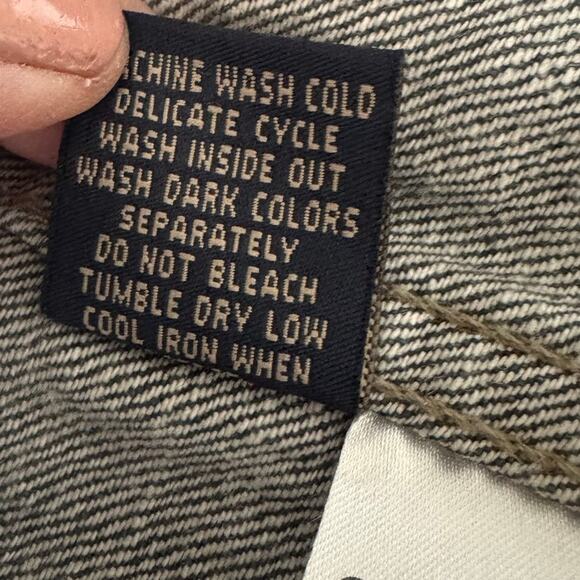 CHINE WASH COLD
DELICATE CYCLE
WASH INSIDE OUT
WASH DARK COLORS
SEPARATELY
DO NOT BLEACH
TUMBLE DRY LOW
COOL IRON WHEN